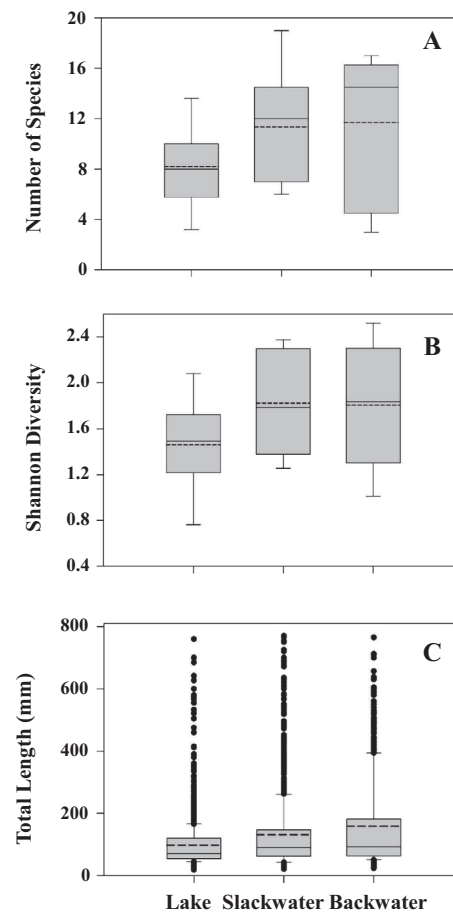 A
Number of Species
20
16
12
8
4
0
B
Shannon Diversity
2.4
2.0
1.6
1.2
0.8
0.4
C
Total Length (mm)
800
600
400
200
0
Lake Slackwater Backwater